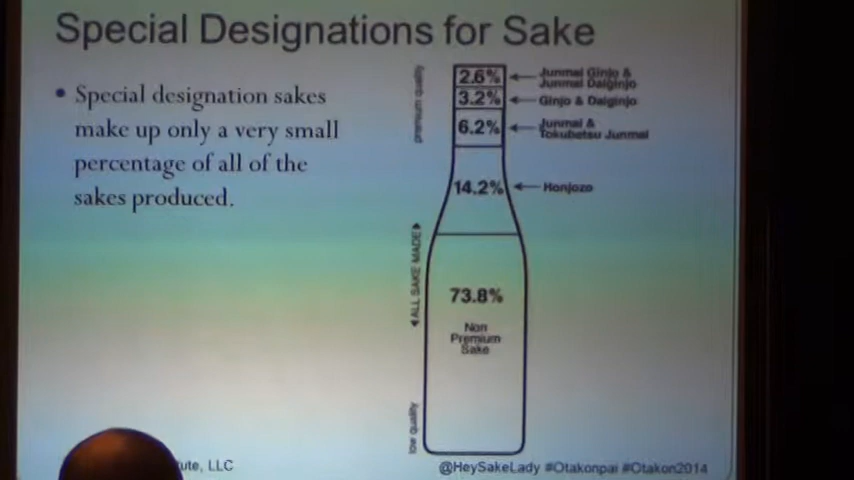 Special Designations for Sake
• Special designation sakes
make up only a very small
percentage of all of the
sakes produced.
premium quality
◀ALL SAKE MADE▶
low quality
2.6%
Junmai Ginjo &
Junmai Daiginjo
3.2%
Ginjo & Daiginjo
6.2%
Junmai &
Tokubetsu Junmai
14.2%
Honjozo
73.8%
Non
Premium
Sake
LLC
@HeySakeLady #Otakonpai #Otakon2014